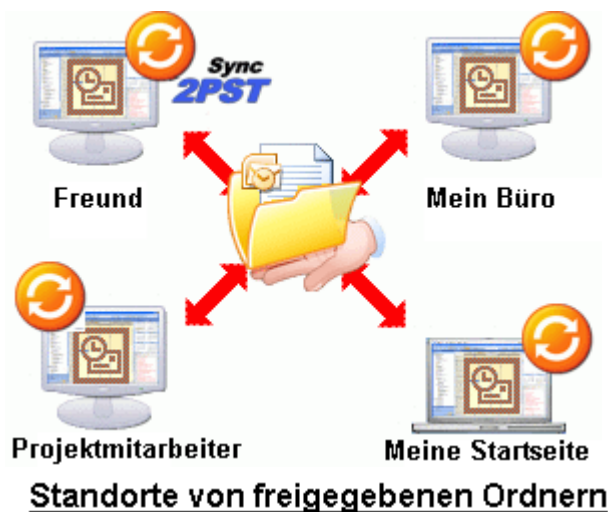 Sync
2PST
Freund
Mein Büro
Projektmitarbeiter
Meine Startseite
Standorte von freigegebenen Ordnern